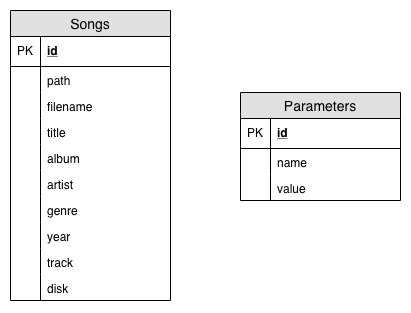 Songs
PK id
path
filename
title
album
artist
genre
year
track
disk
Parameters
PK id
name
value